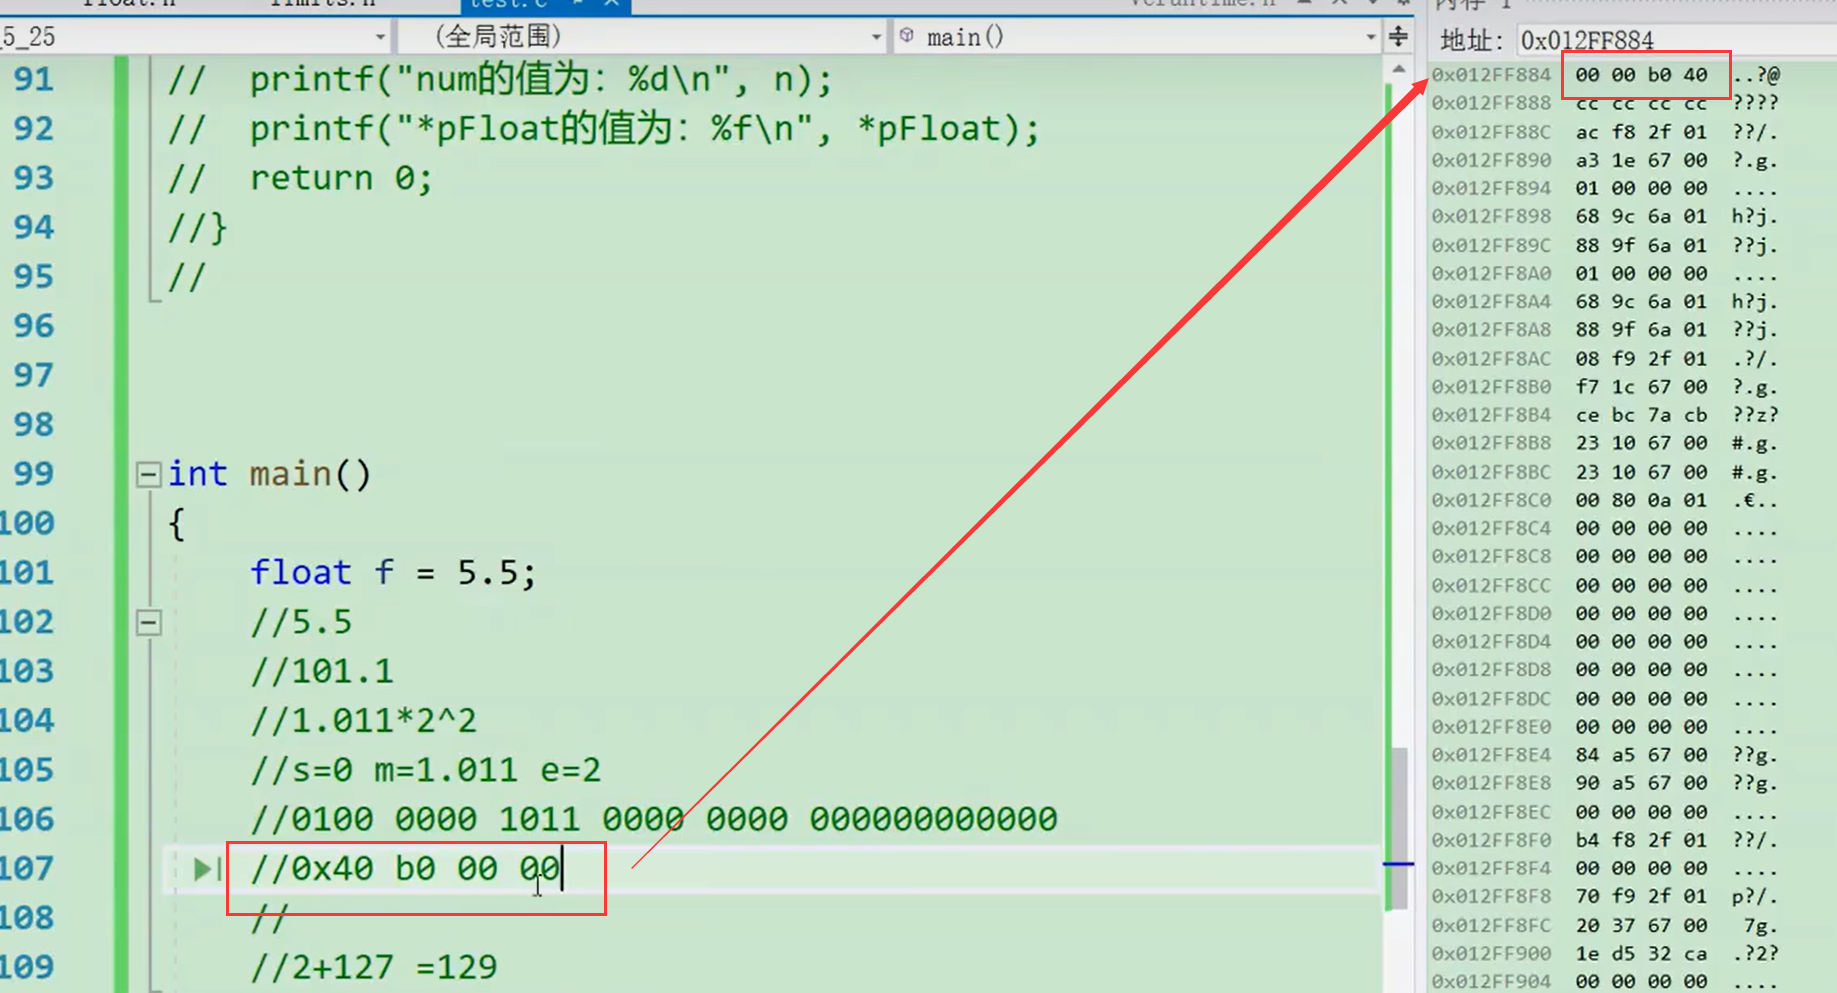 float.h limits.h test.c vcruntime.h 内存 1
5_25 (全局范围) main() 地址: 0x012FF884
91 // printf("num的值为: %d\n", n);
92 // printf("*pFloat的值为: %f\n", *pFloat);
93 // return 0;
94 //}
95 //
96
97
98
99 int main()
100 {
101 float f = 5.5;
102 //5.5
103 //101.1
104 //1.011*2^2
105 //s=0 m=1.011 e=2
106 //0100 0000 1011 0000 0000 000000000000
107 //0x40 b0 00 00
108 //
109 //2+127 =129
0x012FF884 00 00 b0 40 ..?@
0x012FF888 cc cc cc cc ????
0x012FF88C ac f8 2f 01 ??/.
0x012FF890 a3 1e 67 00 ?.g.
0x012FF894 01 00 00 00 ....
0x012FF898 68 9c 6a 01 h?j.
0x012FF89C 88 9f 6a 01 ??j.
0x012FF8A0 01 00 00 00 ....
0x012FF8A4 68 9c 6a 01 h?j.
0x012FF8A8 88 9f 6a 01 ??j.
0x012FF8AC 08 f9 2f 01 .?/.
0x012FF8B0 f7 1c 67 00 ?.g.
0x012FF8B4 ce bc 7a cb ??z?
0x012FF8B8 23 10 67 00 #.g.
0x012FF8BC 23 10 67 00 #.g.
0x012FF8C0 00 80 0a 01 .€..
0x012FF8C4 00 00 00 00 ....
0x012FF8C8 00 00 00 00 ....
0x012FF8CC 00 00 00 00 ....
0x012FF8D0 00 00 00 00 ....
0x012FF8D4 00 00 00 00 ....
0x012FF8D8 00 00 00 00 ....
0x012FF8DC 00 00 00 00 ....
0x012FF8E0 00 00 00 00 ....
0x012FF8E4 84 a5 67 00 ??g.
0x012FF8E8 90 a5 67 00 ??g.
0x012FF8EC 00 00 00 00 ....
0x012FF8F0 b4 f8 2f 01 ??/.
0x012FF8F4 00 00 00 00 ....
0x012FF8F8 70 f9 2f 01 p?/.
0x012FF8FC 20 37 67 00 7g.
0x012FF900 1e d5 32 ca .?2?
0x012FF904 00 00 00 00 ....